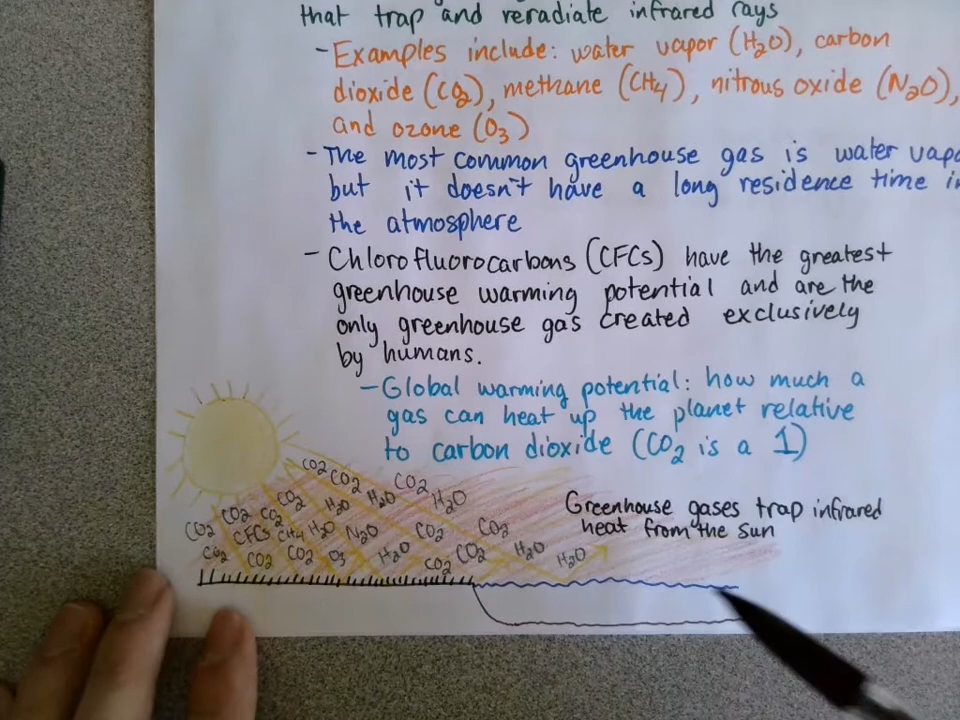 that trap and reradiate infrared rays
- Examples include: water vapor (H2O), carbon
dioxide (CO2), methane (CH4), nitrous oxide (N2O),
and ozone (O3)
- The most common greenhouse gas is water
but it doesn't have a long residence time
the atmosphere
- Chlorofluorocarbons (CFCs) have the greatest
greenhouse warming potential and are the
only greenhouse gas created exclusively
by humans.
- Global warming potential: how much a
gas can heat up the planet relative
to carbon dioxide (CO2 is a 1)
CO2 CO2 CO2
CO2 H2O H2O H2O
Greenhouse gases trap infrared
heat from the sun
CO2 CO2 CO2
CFCs CH4 H2O N2O CO2 CO2
CO2 CO2 CO2 O3 H2O CO2 CO2 H2O H2O